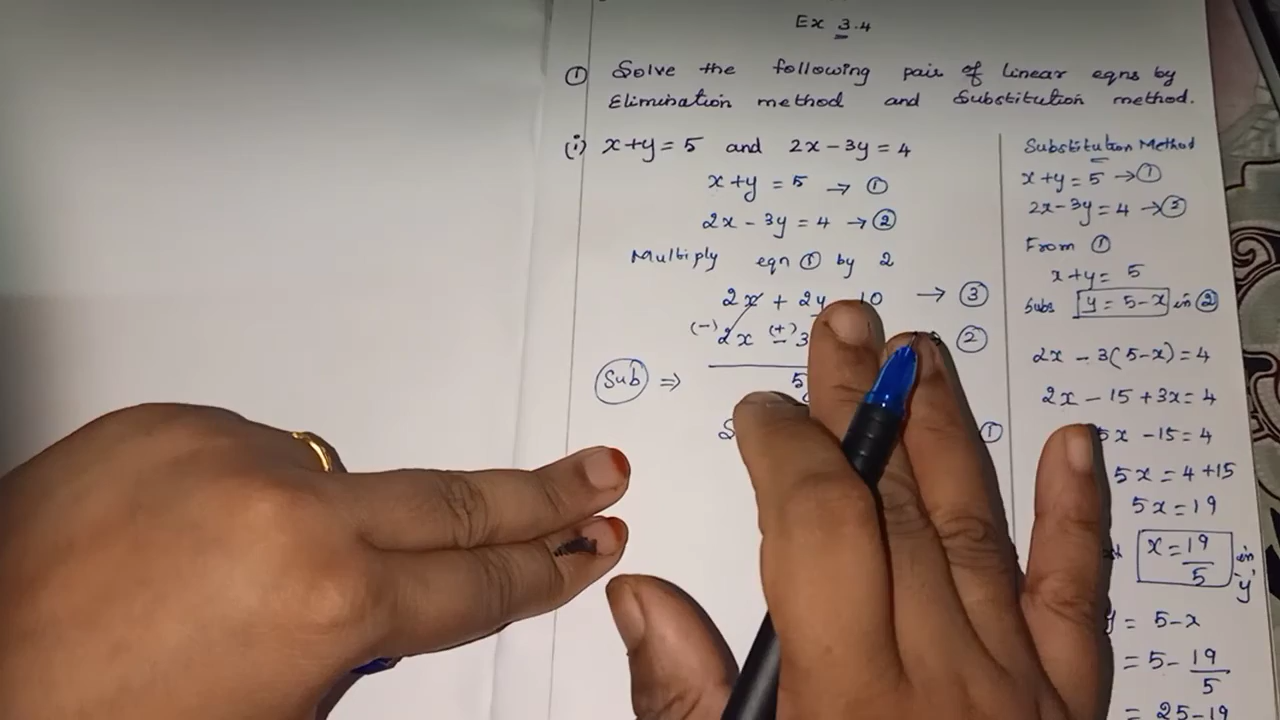 Ex 3.4
① Solve the following pair of linear eqns by
Elimination method and Substitution method.
(i) x+y = 5 and 2x - 3y = 4
x+y = 5 → ①
2x - 3y = 4 → ②
Multiply eqn ① by 2
2x + 2y 10 → ③
(-) 2x (+) - 3 ②
Sub ⇒
5
①
Substitution Method
x+y = 5 → ①
2x-3y = 4 → ②
From ①
x+y = 5
Subs y = 5-x in ②
2x - 3(5-x) = 4
2x - 15 + 3x = 4
5x - 15 = 4
5x = 4 + 15
5x = 19
x = 19/5 in 'y'
= 5-x
= 5 - 19/5
= 25-19